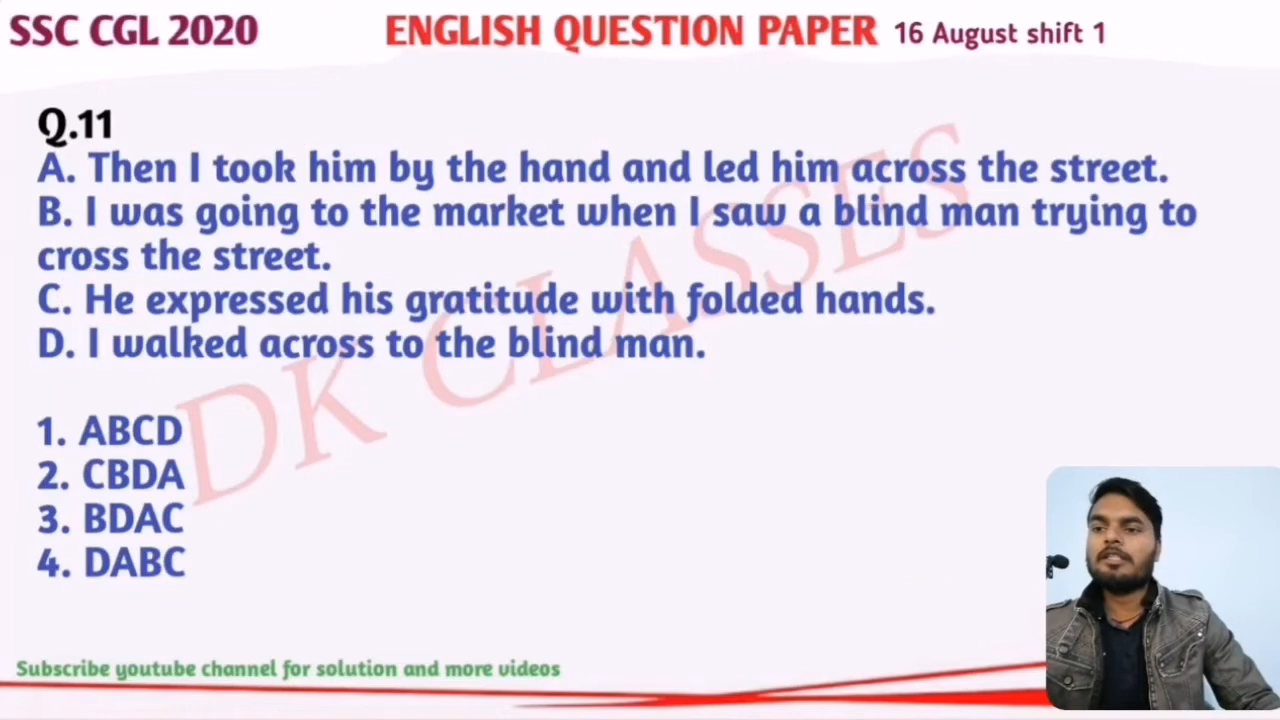 SSC CGL 2020 ENGLISH QUESTION PAPER 16 August shift 1
Q.11
A. Then I took him by the hand and led him across the street.
B. I was going to the market when I saw a blind man trying to
cross the street.
C. He expressed his gratitude with folded hands.
D. I walked across to the blind man.
1. ABCD
2. CBDA
3. BDAC
4. DABC
DK CLASSES
Subscribe youtube channel for solution and more videos